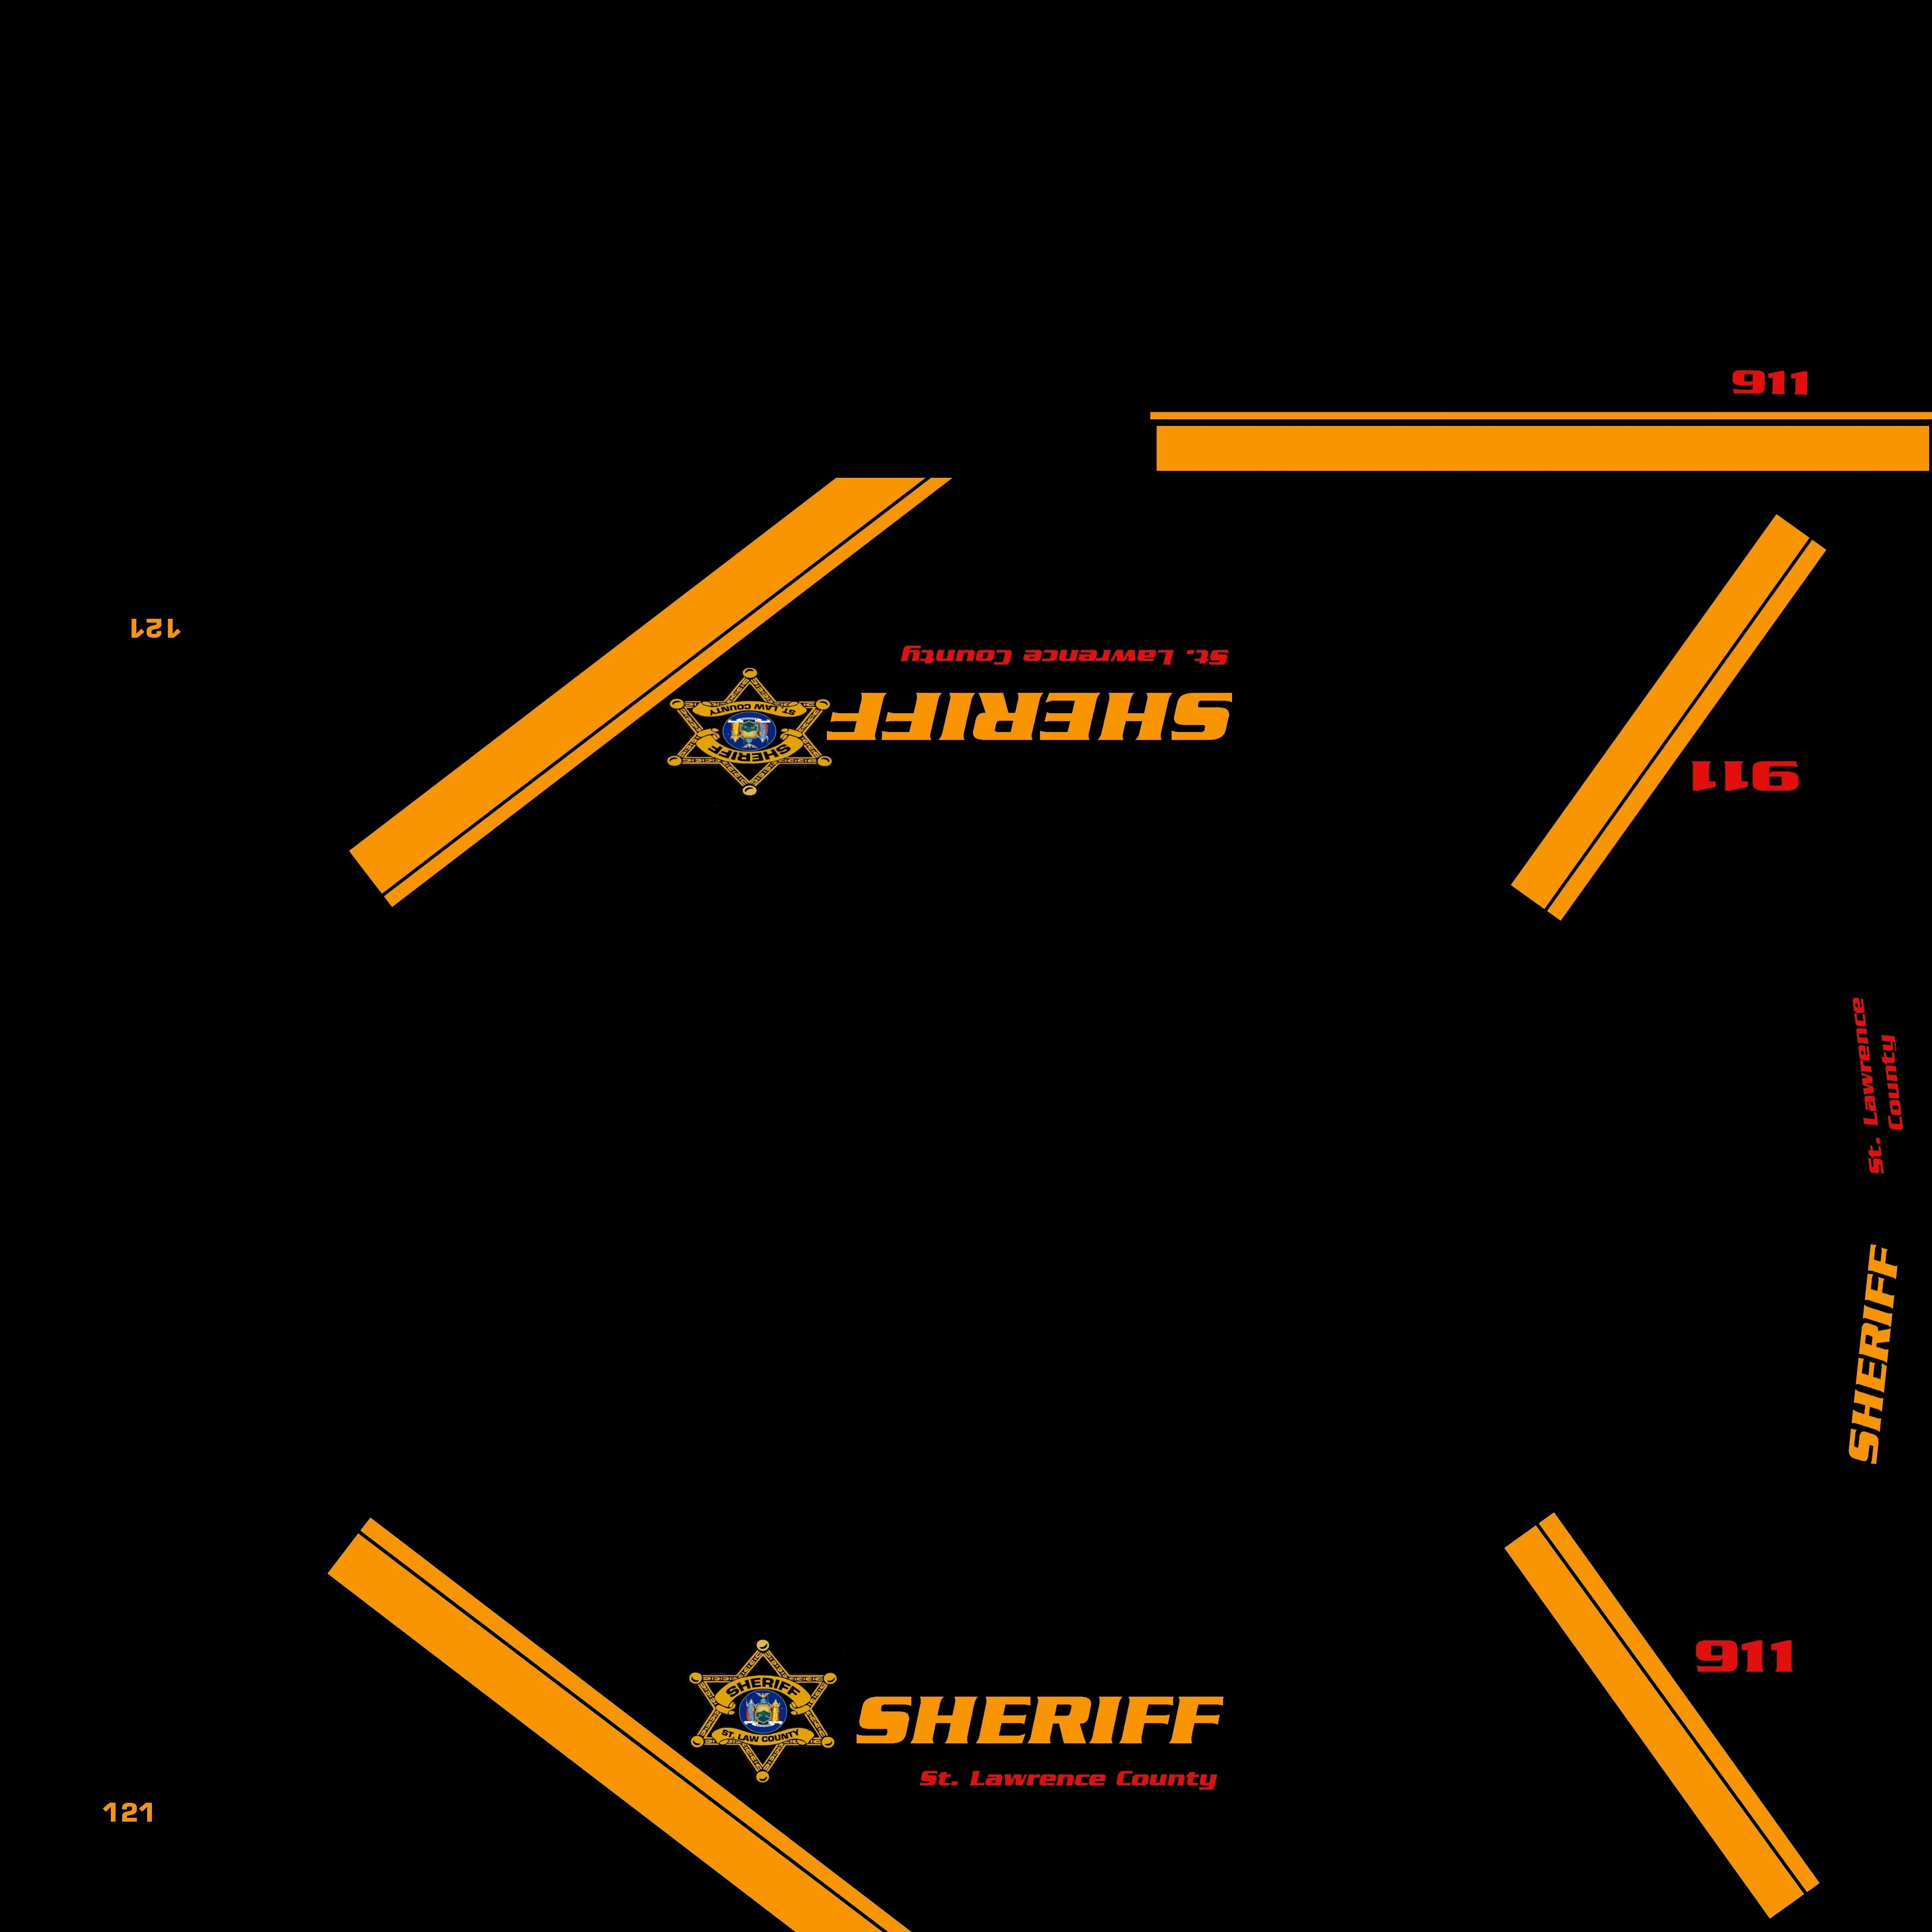 911
121
St. Lawrence County
SHERIFF
ST. LAW COUNTY
SHERIFF
911
St. Lawrence
County
SHERIFF
SHERIFF
ST. LAW COUNTY
SHERIFF
St. Lawrence County
911
121